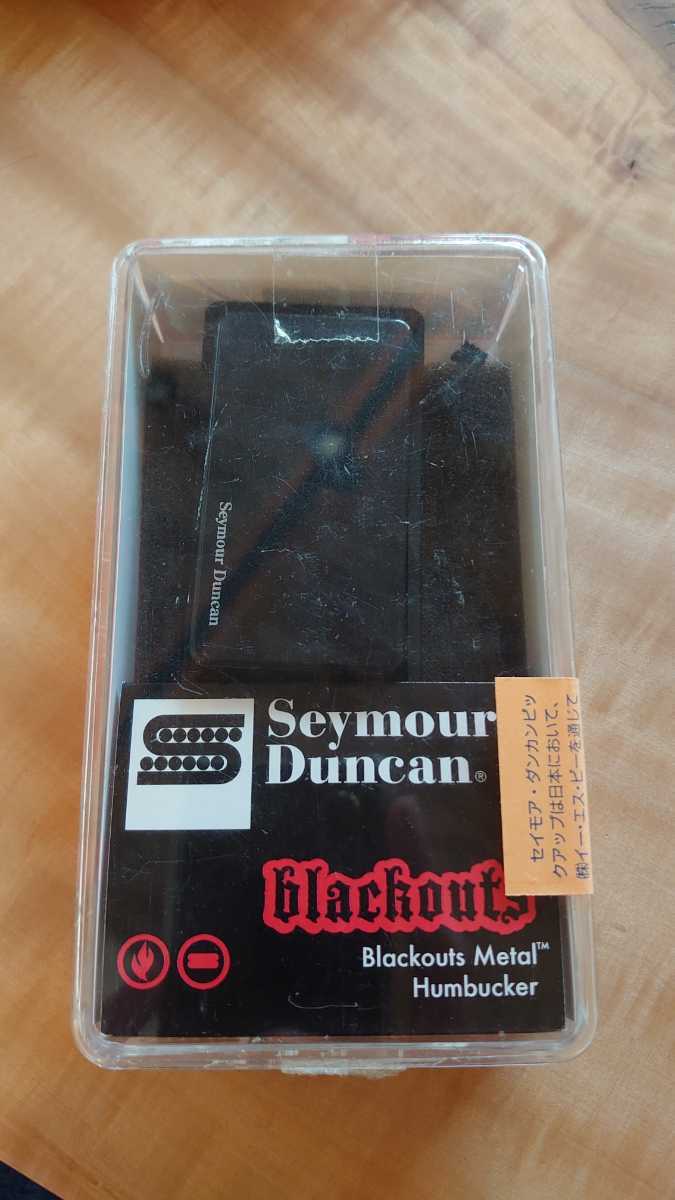 Seymour Duncan
Seymour
Duncan®
blackouts
Blackouts Metal™
Humbucker
セイモア・ダンカンピッ
クアップは日本において、
㈱イー・エス・ピーを通じて